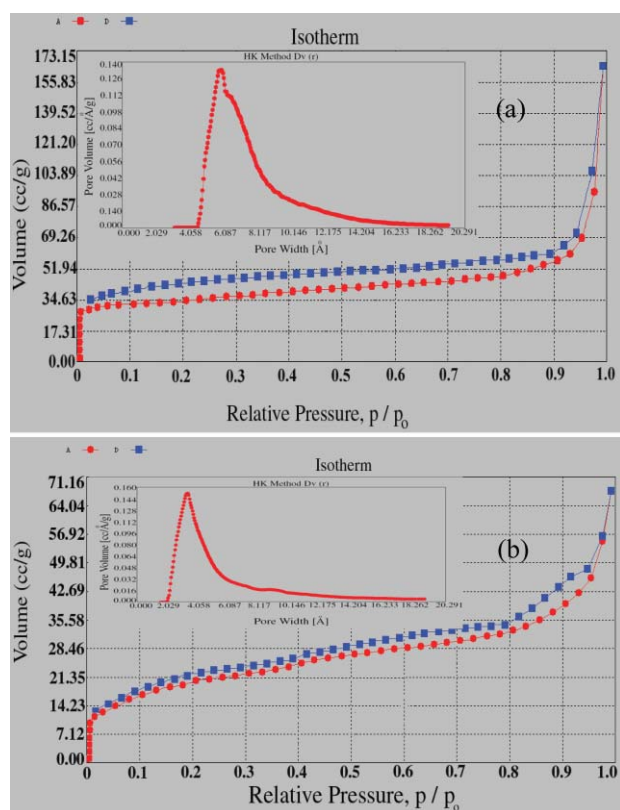 A D
Isotherm
173.15
155.83
139.52
121.20
103.89
86.57
69.26
51.94
34.63
17.31
0.00
Volume (cc/g)
HK Method Dv (r)
0.140
0.126
0.112
0.098
0.084
0.070
0.056
0.042
0.028
0.140
0.000
Pore Volume [cc/Å/g]
0.000 2.029 4.058 6.087 8.117 10.146 12.175 14.204 16.233 18.262 20.291
Pore Width [Å]
(a)
0 0.1 0.2 0.3 0.4 0.5 0.6 0.7 0.8 0.9 1.0
Relative Pressure, p / po
A D
Isotherm
71.16
64.04
56.92
49.81
42.69
35.58
28.46
21.35
14.23
7.12
0.00
Volume (cc/g)
HK Method Dv (r)
0.160
0.144
0.128
0.112
0.096
0.080
0.064
0.048
0.032
0.016
0.000
Pore Volume [cc/Å/g]
0.000 2.029 4.058 6.087 8.117 10.146 12.175 14.204 16.233 18.262 20.291
Pore Width [Å]
(b)
0 0.1 0.2 0.3 0.4 0.5 0.6 0.7 0.8 0.9 1.0
Relative Pressure, p / po